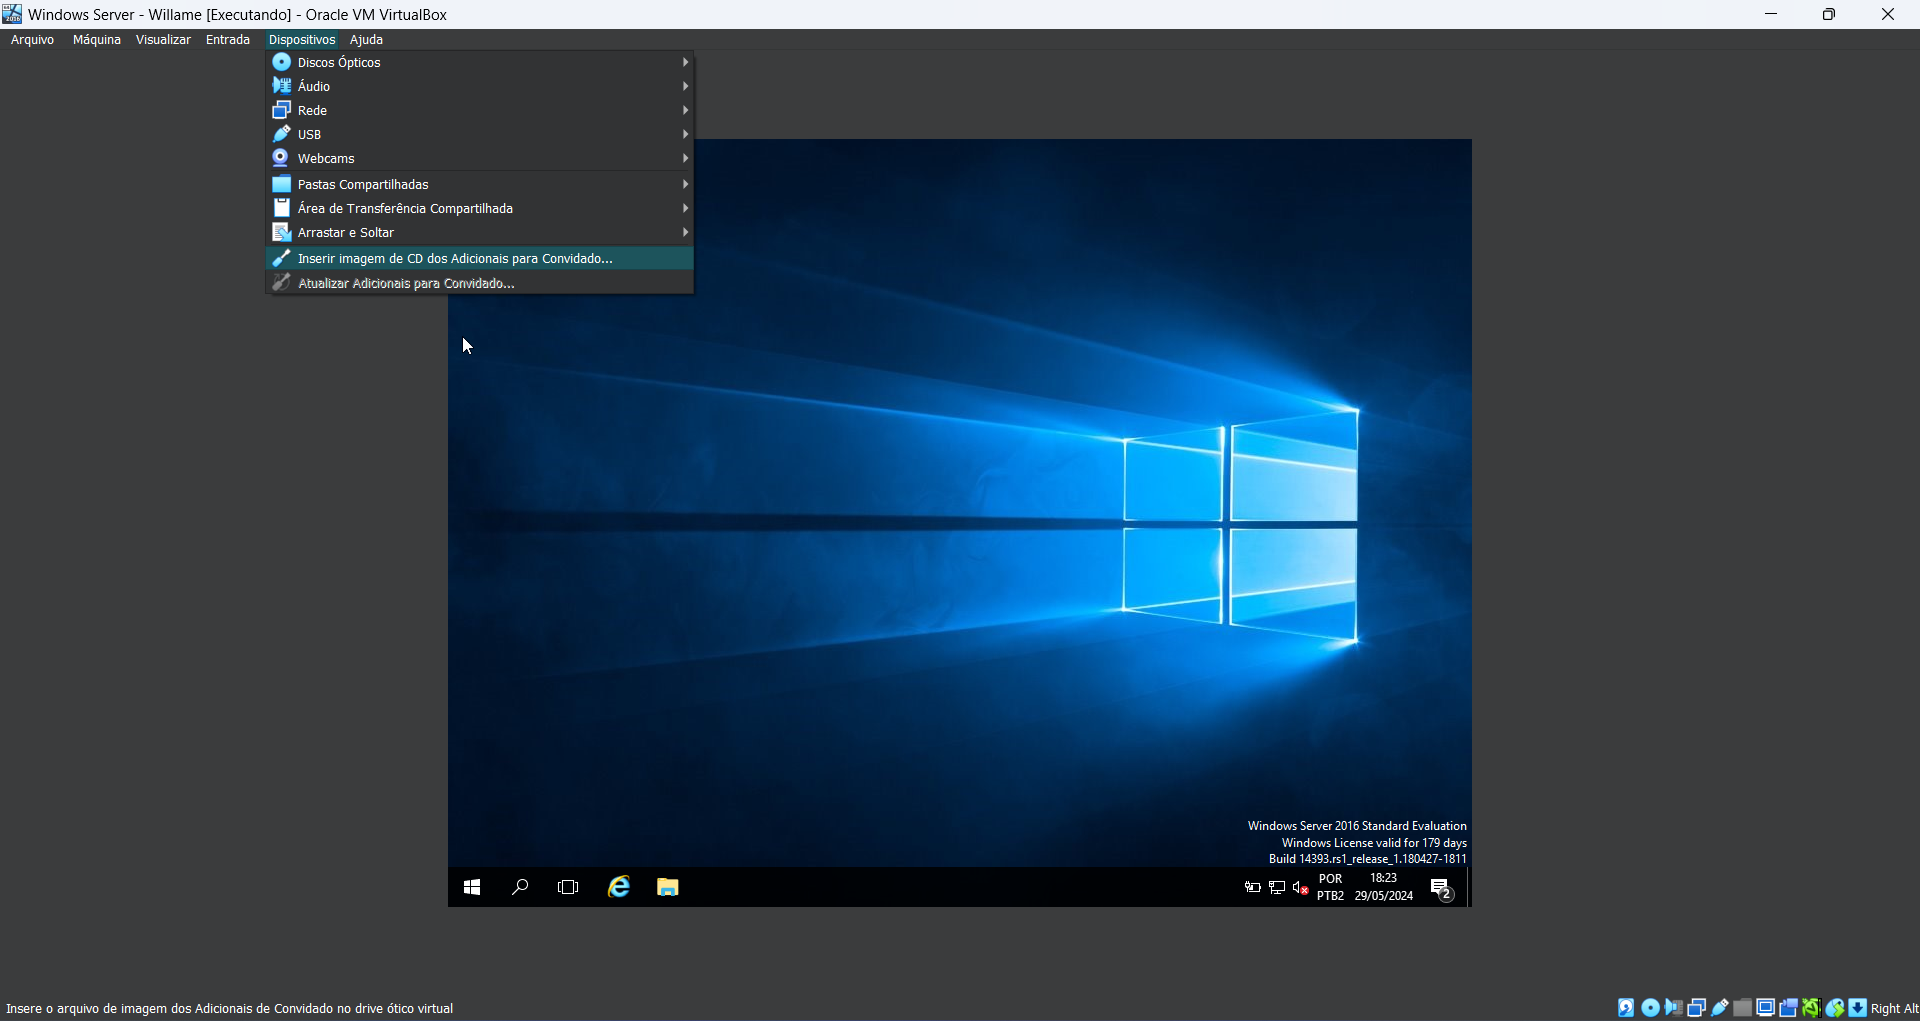 Windows Server - Willame [Executando] - Oracle VM VirtualBox
Arquivo Máquina Visualizar Entrada Dispositivos Ajuda
Discos Ópticos
Áudio
Rede
USB
Webcams
Pastas Compartilhadas
Área de Transferência Compartilhada
Arrastar e Soltar
Inserir imagem de CD dos Adicionais para Convidado...
Atualizar Adicionais para Convidado...
Windows Server 2016 Standard Evaluation
Windows License valid for 179 days
Build 14393.rs1_release_1.180427-1811
POR 18:23
PTB2 29/05/2024
2
Insere o arquivo de imagem dos Adicionais de Convidado no drive ótico virtual
Right Alt